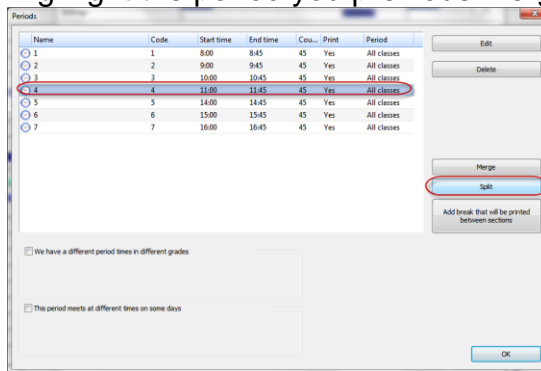 Periods
Name Code Start time End time Cou... Print Period
1 1 8:00 8:45 45 Yes All classes
2 2 9:00 9:45 45 Yes All classes
3 3 10:00 10:45 45 Yes All classes
4 4 11:00 11:45 45 Yes All classes
5 5 14:00 14:45 45 Yes All classes
6 6 15:00 15:45 45 Yes All classes
7 7 16:00 16:45 45 Yes All classes
Edit
Delete
Merge
Split
Add break that will be printed
between sections
We have a different period times in different grades
This period meets at different times on some days
OK